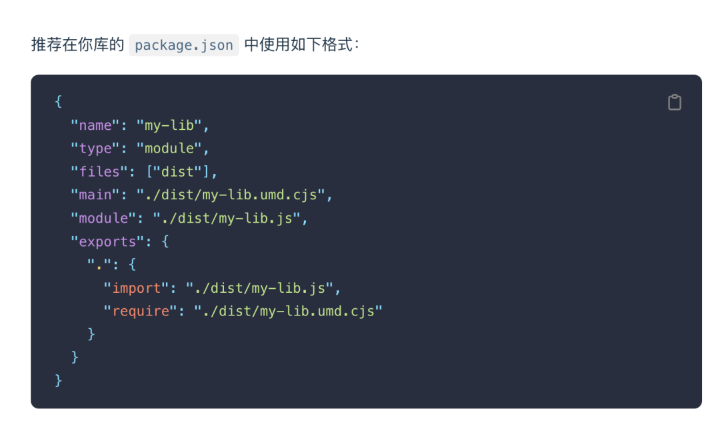 推荐在你库的 package.json 中使用如下格式：
{
  "name": "my-lib",
  "type": "module",
  "files": ["dist"],
  "main": "./dist/my-lib.umd.cjs",
  "module": "./dist/my-lib.js",
  "exports": {
    ".": {
      "import": "./dist/my-lib.js",
      "require": "./dist/my-lib.umd.cjs"
    }
  }
}